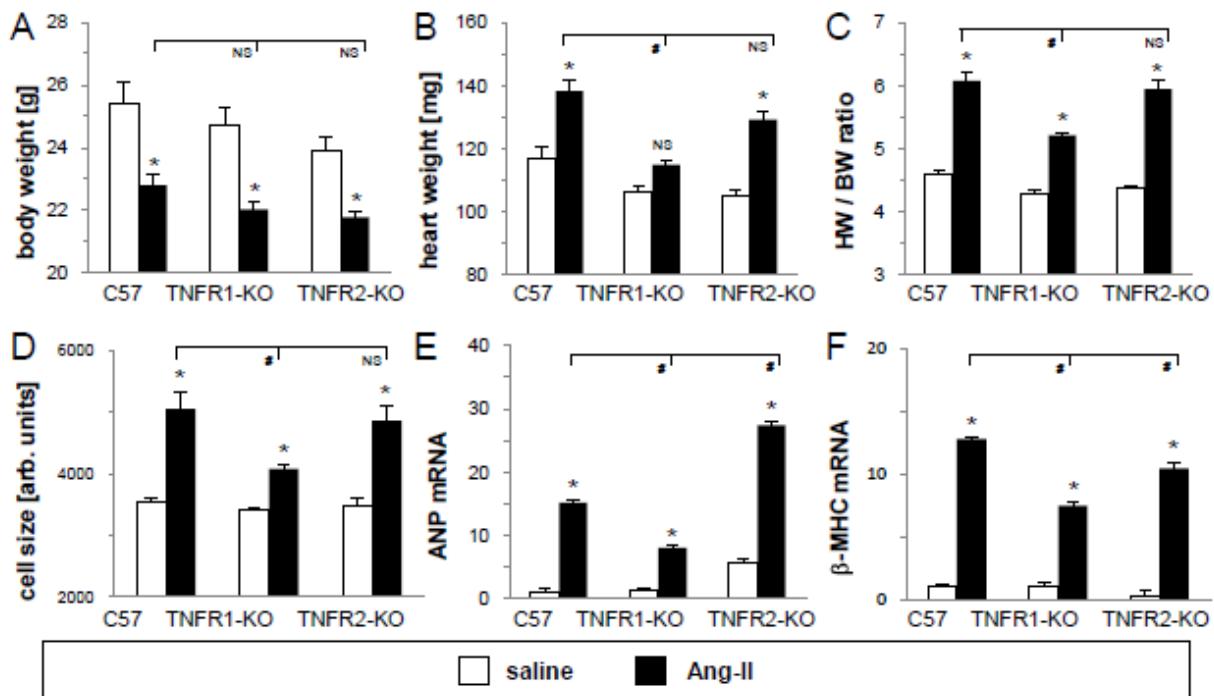 A
body weight [g]
28
26
24
22
20
NS
NS
*
*
*
C57
TNFR1-KO
TNFR2-KO
B
heart weight [mg]
160
140
120
100
80
#
NS
*
NS
*
C57
TNFR1-KO
TNFR2-KO
C
HW / BW ratio
7
6
5
4
3
#
NS
*
*
*
C57
TNFR1-KO
TNFR2-KO
D
cell size [arb. units]
6000
4000
2000
#
NS
*
*
*
C57
TNFR1-KO
TNFR2-KO
E
ANP mRNA
40
35
30
25
20
15
10
5
0
#
#
*
*
*
C57
TNFR1-KO
TNFR2-KO
F
β-MHC mRNA
20
10
0
#
#
*
*
*
C57
TNFR1-KO
TNFR2-KO
saline
Ang-II